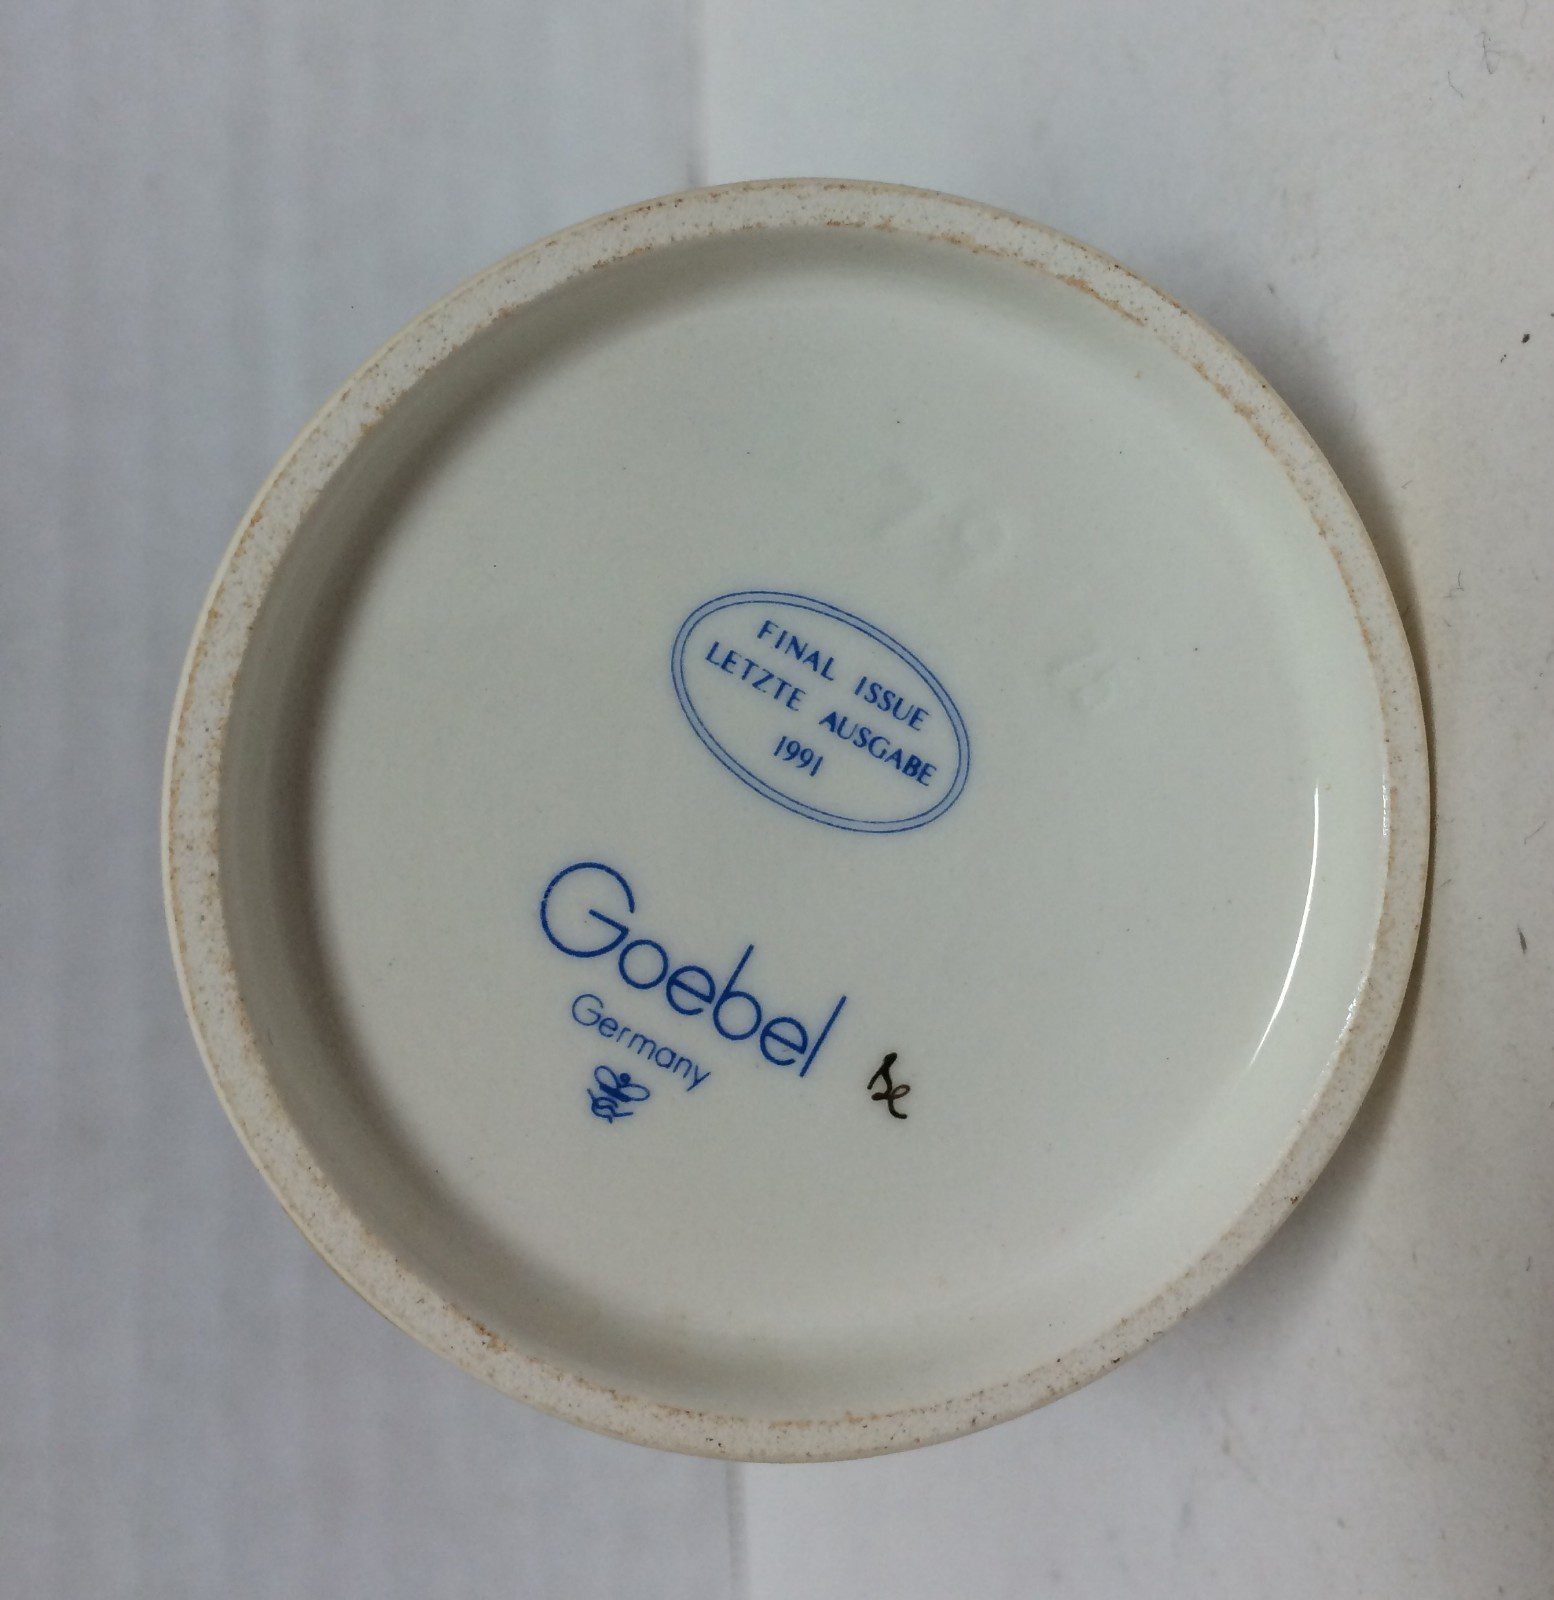 FINAL ISSUE
LETZTE AUSGABE
1991
Goebel
Germany